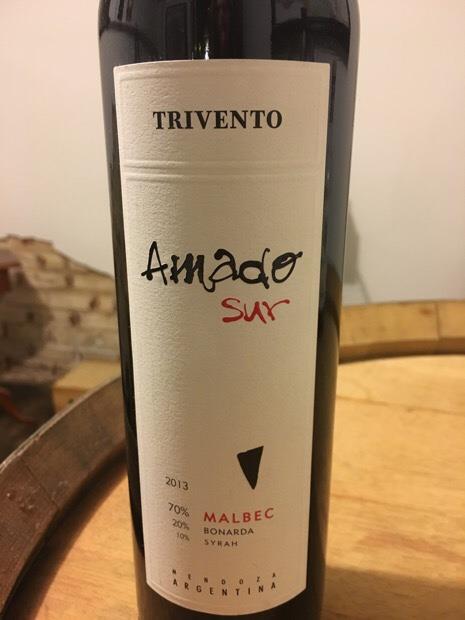 TRIVENTO
Amado
Sur
2013
70% MALBEC
20% BONARDA
10% SYRAH
MENDOZA
ARGENTINA